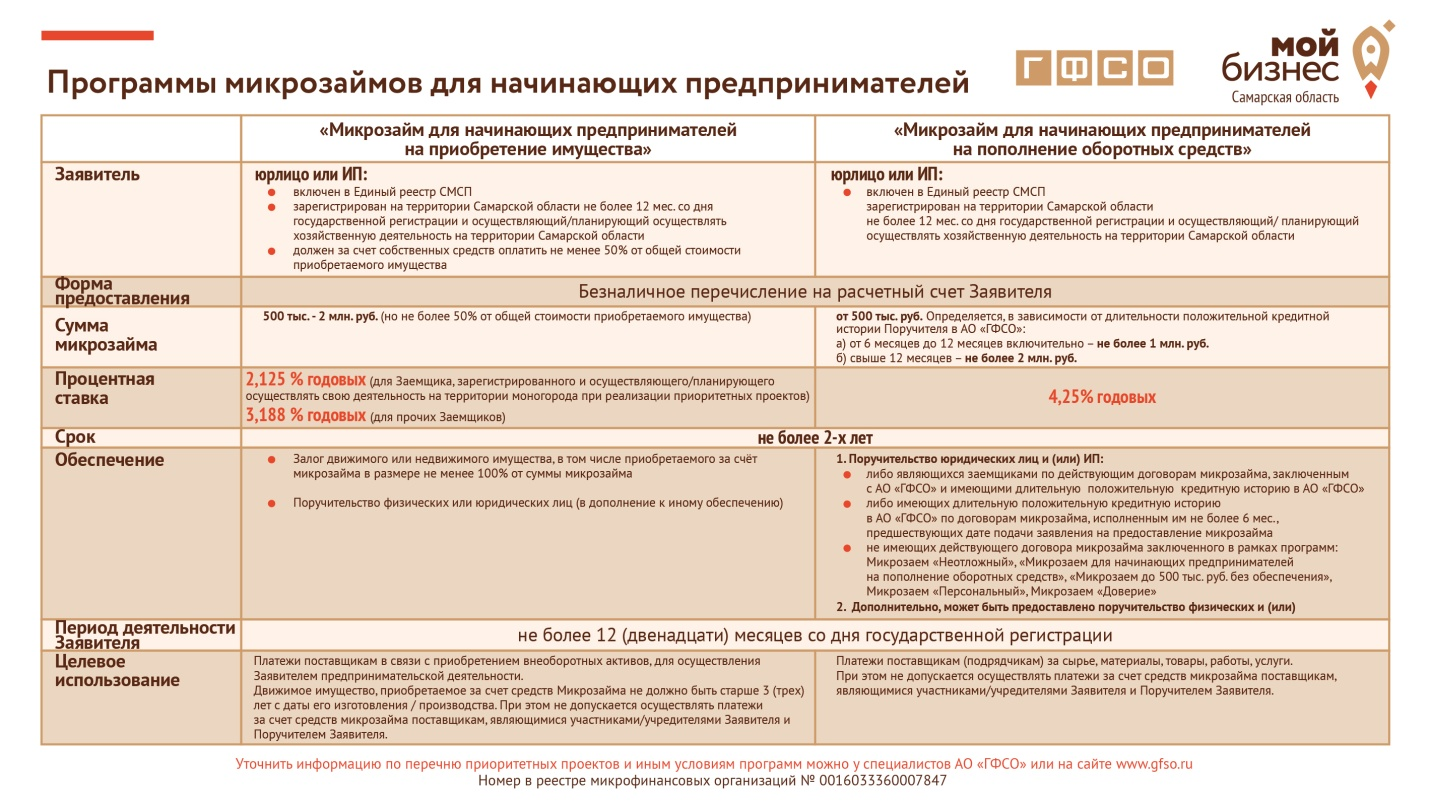 Программы микрозаймов для начинающих предпринимателей
ГФСО
мой
бизнес
Самарская область
«Микрозайм для начинающих предпринимателей
на приобретение имущества»
«Микрозайм для начинающих предпринимателей
на пополнение оборотных средств»
Заявитель
юрлицо или ИП:
включен в Единый реестр СМСП
зарегистрирован на территории Самарской области не более 12 мес. со дня
государственной регистрации и осуществляющий/планирующий осуществлять
хозяйственную деятельность на территории Самарской области
должен за счет собственных средств оплатить не менее 50% от общей стоимости
приобретаемого имущества
юрлицо или ИП:
включен в Единый реестр СМСП
зарегистрирован на территории Самарской области
не более 12 мес. со дня государственной регистрации и осуществляющий/ планирующий
осуществлять хозяйственную деятельность на территории Самарской области
Форма
предоставления
Безналичное перечисление на расчетный счет Заявителя
Сумма
микрозайма
500 тыс. - 2 млн. руб. (но не более 50% от общей стоимости приобретаемого имущества)
от 500 тыс. руб. Определяется, в зависимости от длительности положительной кредитной
истории Поручителя в АО «ГФСО»:
а) от 6 месяцев до 12 месяцев включительно – не более 1 млн. руб.
б) свыше 12 месяцев – не более 2 млн. руб.
Процентная
ставка
2,125 % годовых (для Заемщика, зарегистрированного и осуществляющего/планирующего
осуществлять свою деятельность на территории моногорода при реализации приоритетных проектов)
3,188 % годовых (для прочих Заемщиков)
4,25% годовых
Срок
не более 2-х лет
Обеспечение
Залог движимого или недвижимого имущества, в том числе приобретаемого за счёт
микрозайма в размере не менее 100% от суммы микрозайма
Поручительство физических или юридических лиц (в дополнение к иному обеспечению)
1. Поручительство юридических лиц и (или) ИП:
либо являющихся заемщиками по действующим договорам микрозайма, заключенным
с АО «ГФСО» и имеющими длительную положительную кредитную историю в АО «ГФСО»
либо имеющих длительную положительную кредитную историю
в АО «ГФСО» по договорам микрозайма, исполненным им не более 6 мес.,
предшествующих дате подачи заявления на предоставление микрозайма
не имеющих действующего договора микрозайма заключенного в рамках программ:
Микрозаем «Неотложный», «Микрозаем для начинающих предпринимателей
на пополнение оборотных средств», «Микрозаем до 500 тыс. руб. без обеспечения»,
Микрозаем «Персональный», Микрозаем «Доверие»
2. Дополнительно, может быть предоставлено поручительство физических и (или)
Период деятельности
Заявителя
не более 12 (двенадцати) месяцев со дня государственной регистрации
Целевое
использование
Платежи поставщикам в связи с приобретением внеоборотных активов, для осуществления
Заявителем предпринимательской деятельности.
Движимое имущество, приобретаемое за счет средств Микрозайма не должно быть старше 3 (трех)
лет с даты его изготовления / производства. При этом не допускается осуществлять платежи
за счет средств микрозайма поставщикам, являющимися участниками/учредителями Заявителя и
Поручителем Заявителя.
Платежи поставщикам (подрядчикам) за сырье, материалы, товары, работы, услуги.
При этом не допускается осуществлять платежи за счет средств микрозайма поставщикам,
являющимися участниками/учредителями Заявителя и Поручителем Заявителя.
Уточнить информацию по перечню приоритетных проектов и иным условиям программ можно у специалистов АО «ГФСО» или на сайте www.gfso.ru
Номер в реестре микрофинансовых организаций № 0016033360007847